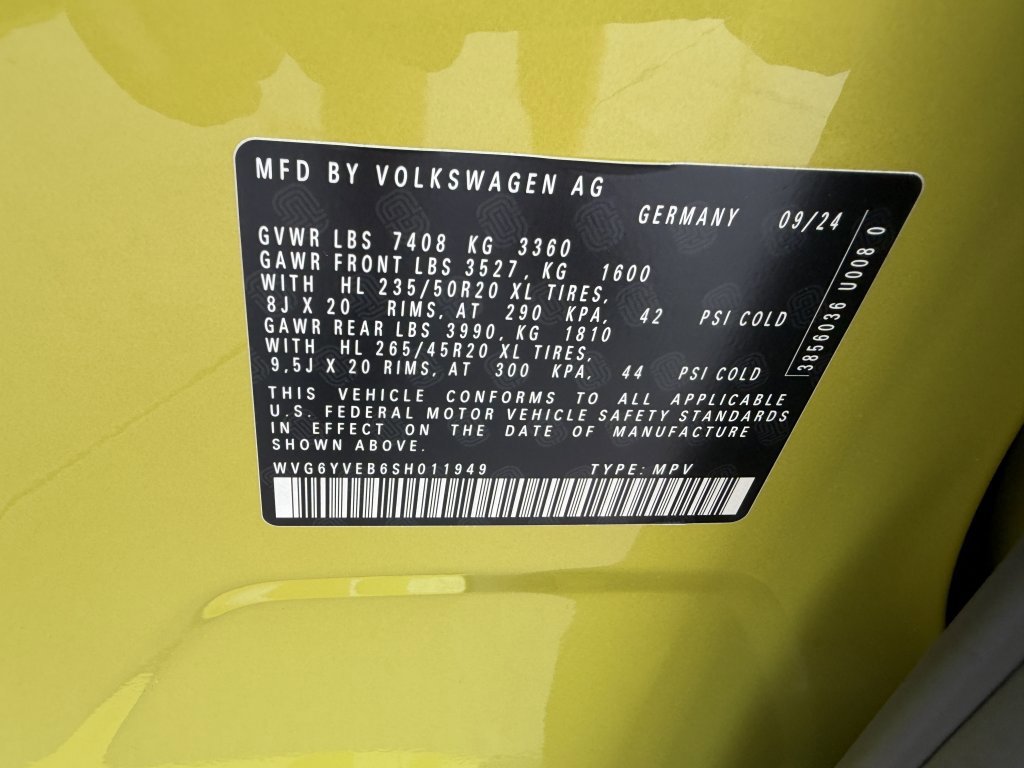 MFD BY VOLKSWAGEN AG
GERMANY 09/24
GVWR LBS 7408 KG 3360
GAWR FRONT LBS 3527, KG 1600
WITH HL 235/50R20 XL TIRES,
8J X 20 RIMS, AT 290 KPA, 42 PSI COLD
GAWR REAR LBS 3990, KG 1810
WITH HL 265/45R20 XL TIRES,
9,5J X 20 RIMS, AT 300 KPA, 44 PSI COLD
THIS VEHICLE CONFORMS TO ALL APPLICABLE
U.S. FEDERAL MOTOR VEHICLE SAFETY STANDARDS
IN EFFECT ON THE DATE OF MANUFACTURE
SHOWN ABOVE.
WVG6YVEB6SH011949 TYPE: MPV
3856036 U008 0